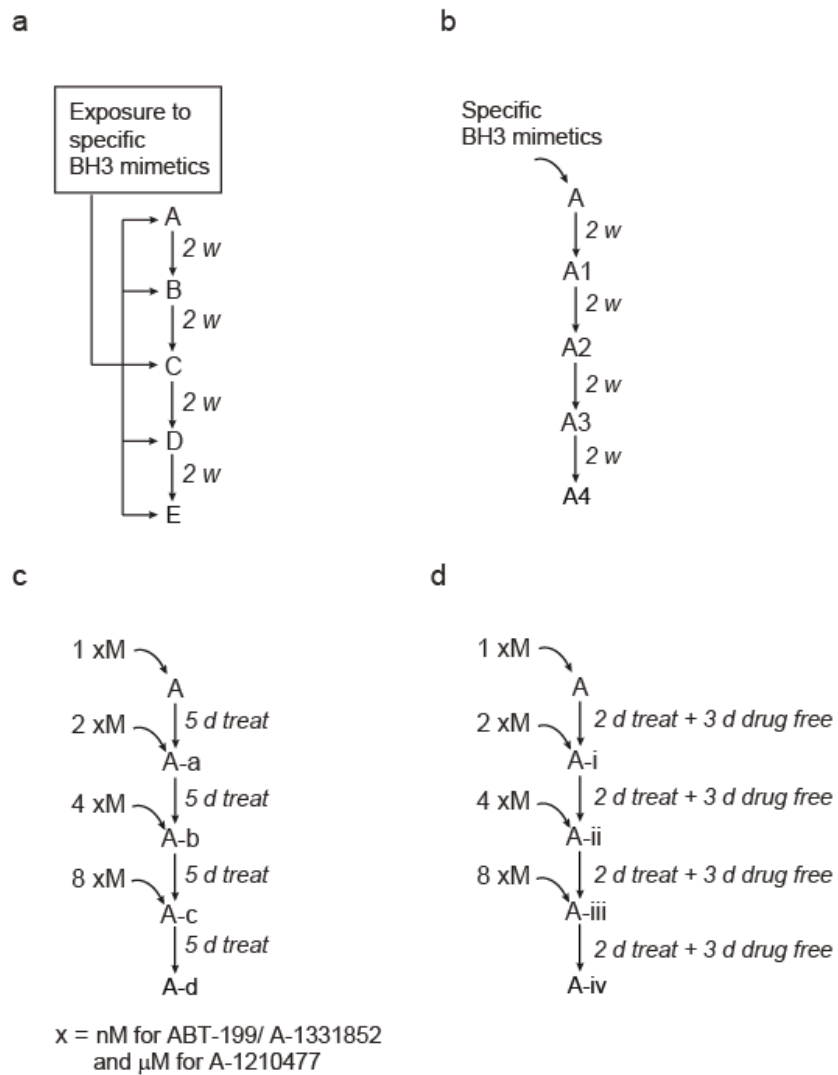 a
Exposure to
specific
BH3 mimetics
A
2 w
B
2 w
C
2 w
D
2 w
E
b
Specific
BH3 mimetics
A
2 w
A1
2 w
A2
2 w
A3
2 w
A4
c
1 xM
A
5 d treat
2 xM
A-a
5 d treat
4 xM
A-b
5 d treat
8 xM
A-c
5 d treat
A-d
x = nM for ABT-199/ A-1331852
and μM for A-1210477
d
1 xM
A
2 d treat + 3 d drug free
2 xM
A-i
2 d treat + 3 d drug free
4 xM
A-ii
2 d treat + 3 d drug free
8 xM
A-iii
2 d treat + 3 d drug free
A-iv